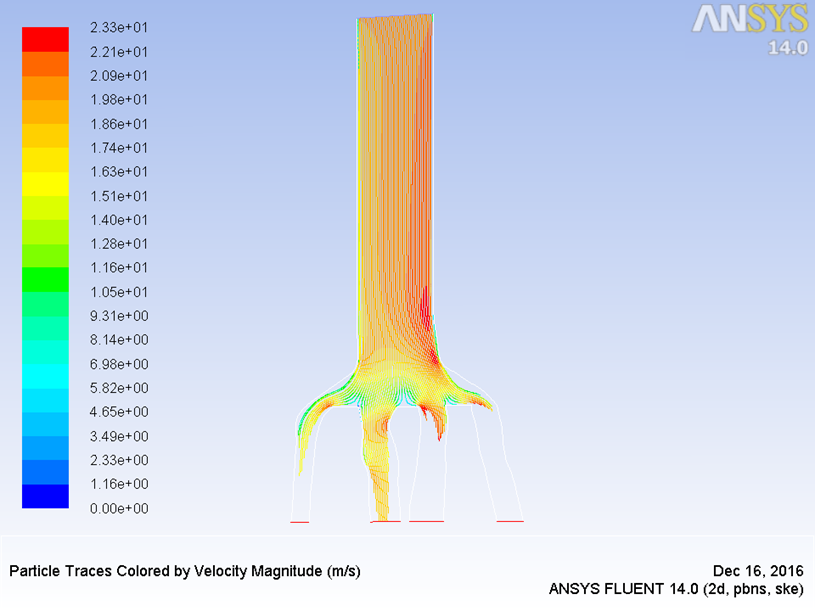 ANSYS
14.0
2.33e+01
2.21e+01
2.09e+01
1.98e+01
1.86e+01
1.74e+01
1.63e+01
1.51e+01
1.40e+01
1.28e+01
1.16e+01
1.05e+01
9.31e+00
8.14e+00
6.98e+00
5.82e+00
4.65e+00
3.49e+00
2.33e+00
1.16e+00
0.00e+00
Particle Traces Colored by Velocity Magnitude (m/s)
Dec 16, 2016
ANSYS FLUENT 14.0 (2d, pbns, ske)